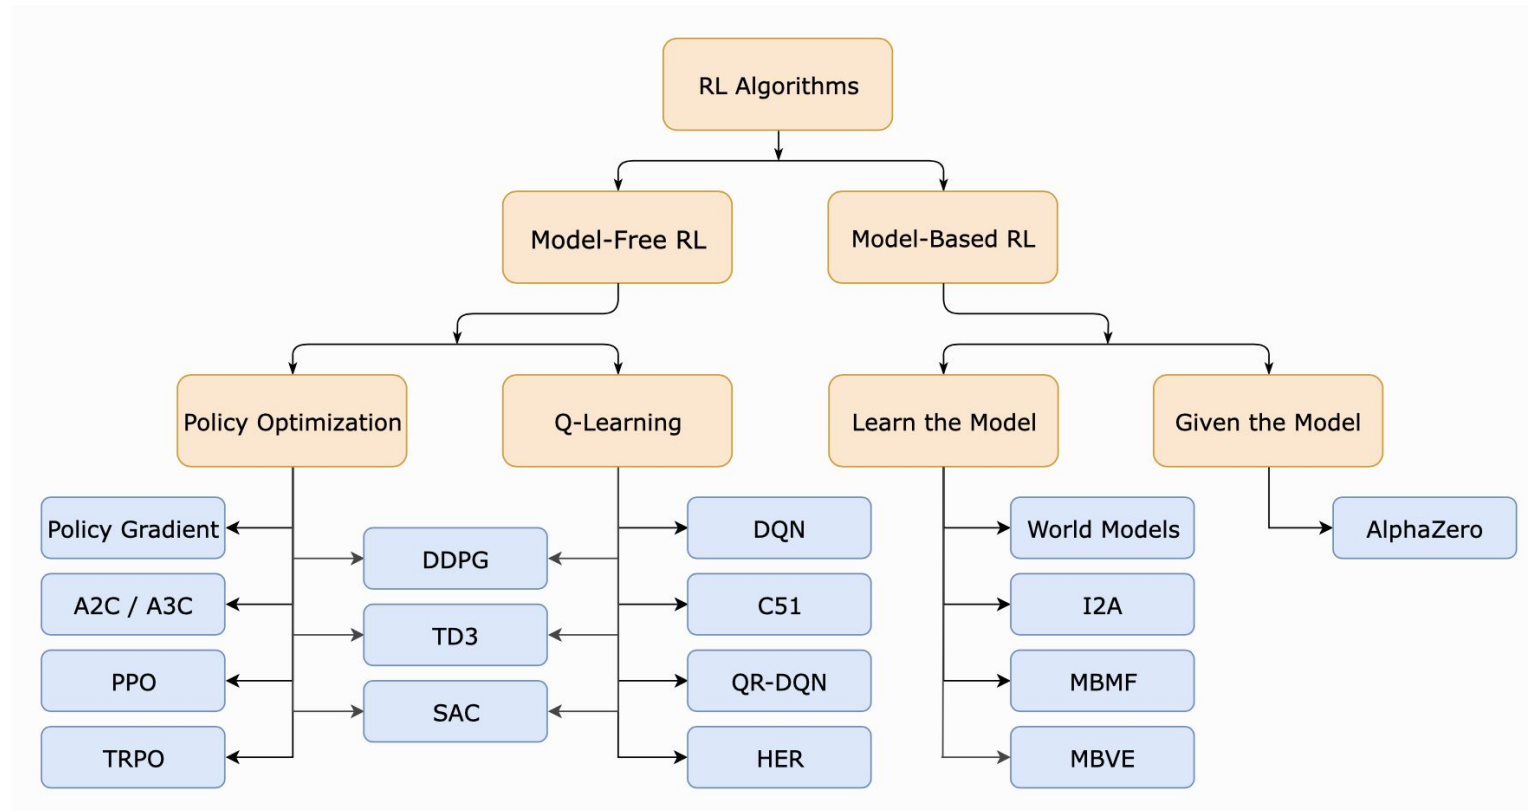 RL Algorithms
Model-Free RL
Model-Based RL
Policy Optimization
Q-Learning
Learn the Model
Given the Model
Policy Gradient
A2C / A3C
PPO
TRPO
DDPG
TD3
SAC
DQN
C51
QR-DQN
HER
World Models
I2A
MBMF
MBVE
AlphaZero